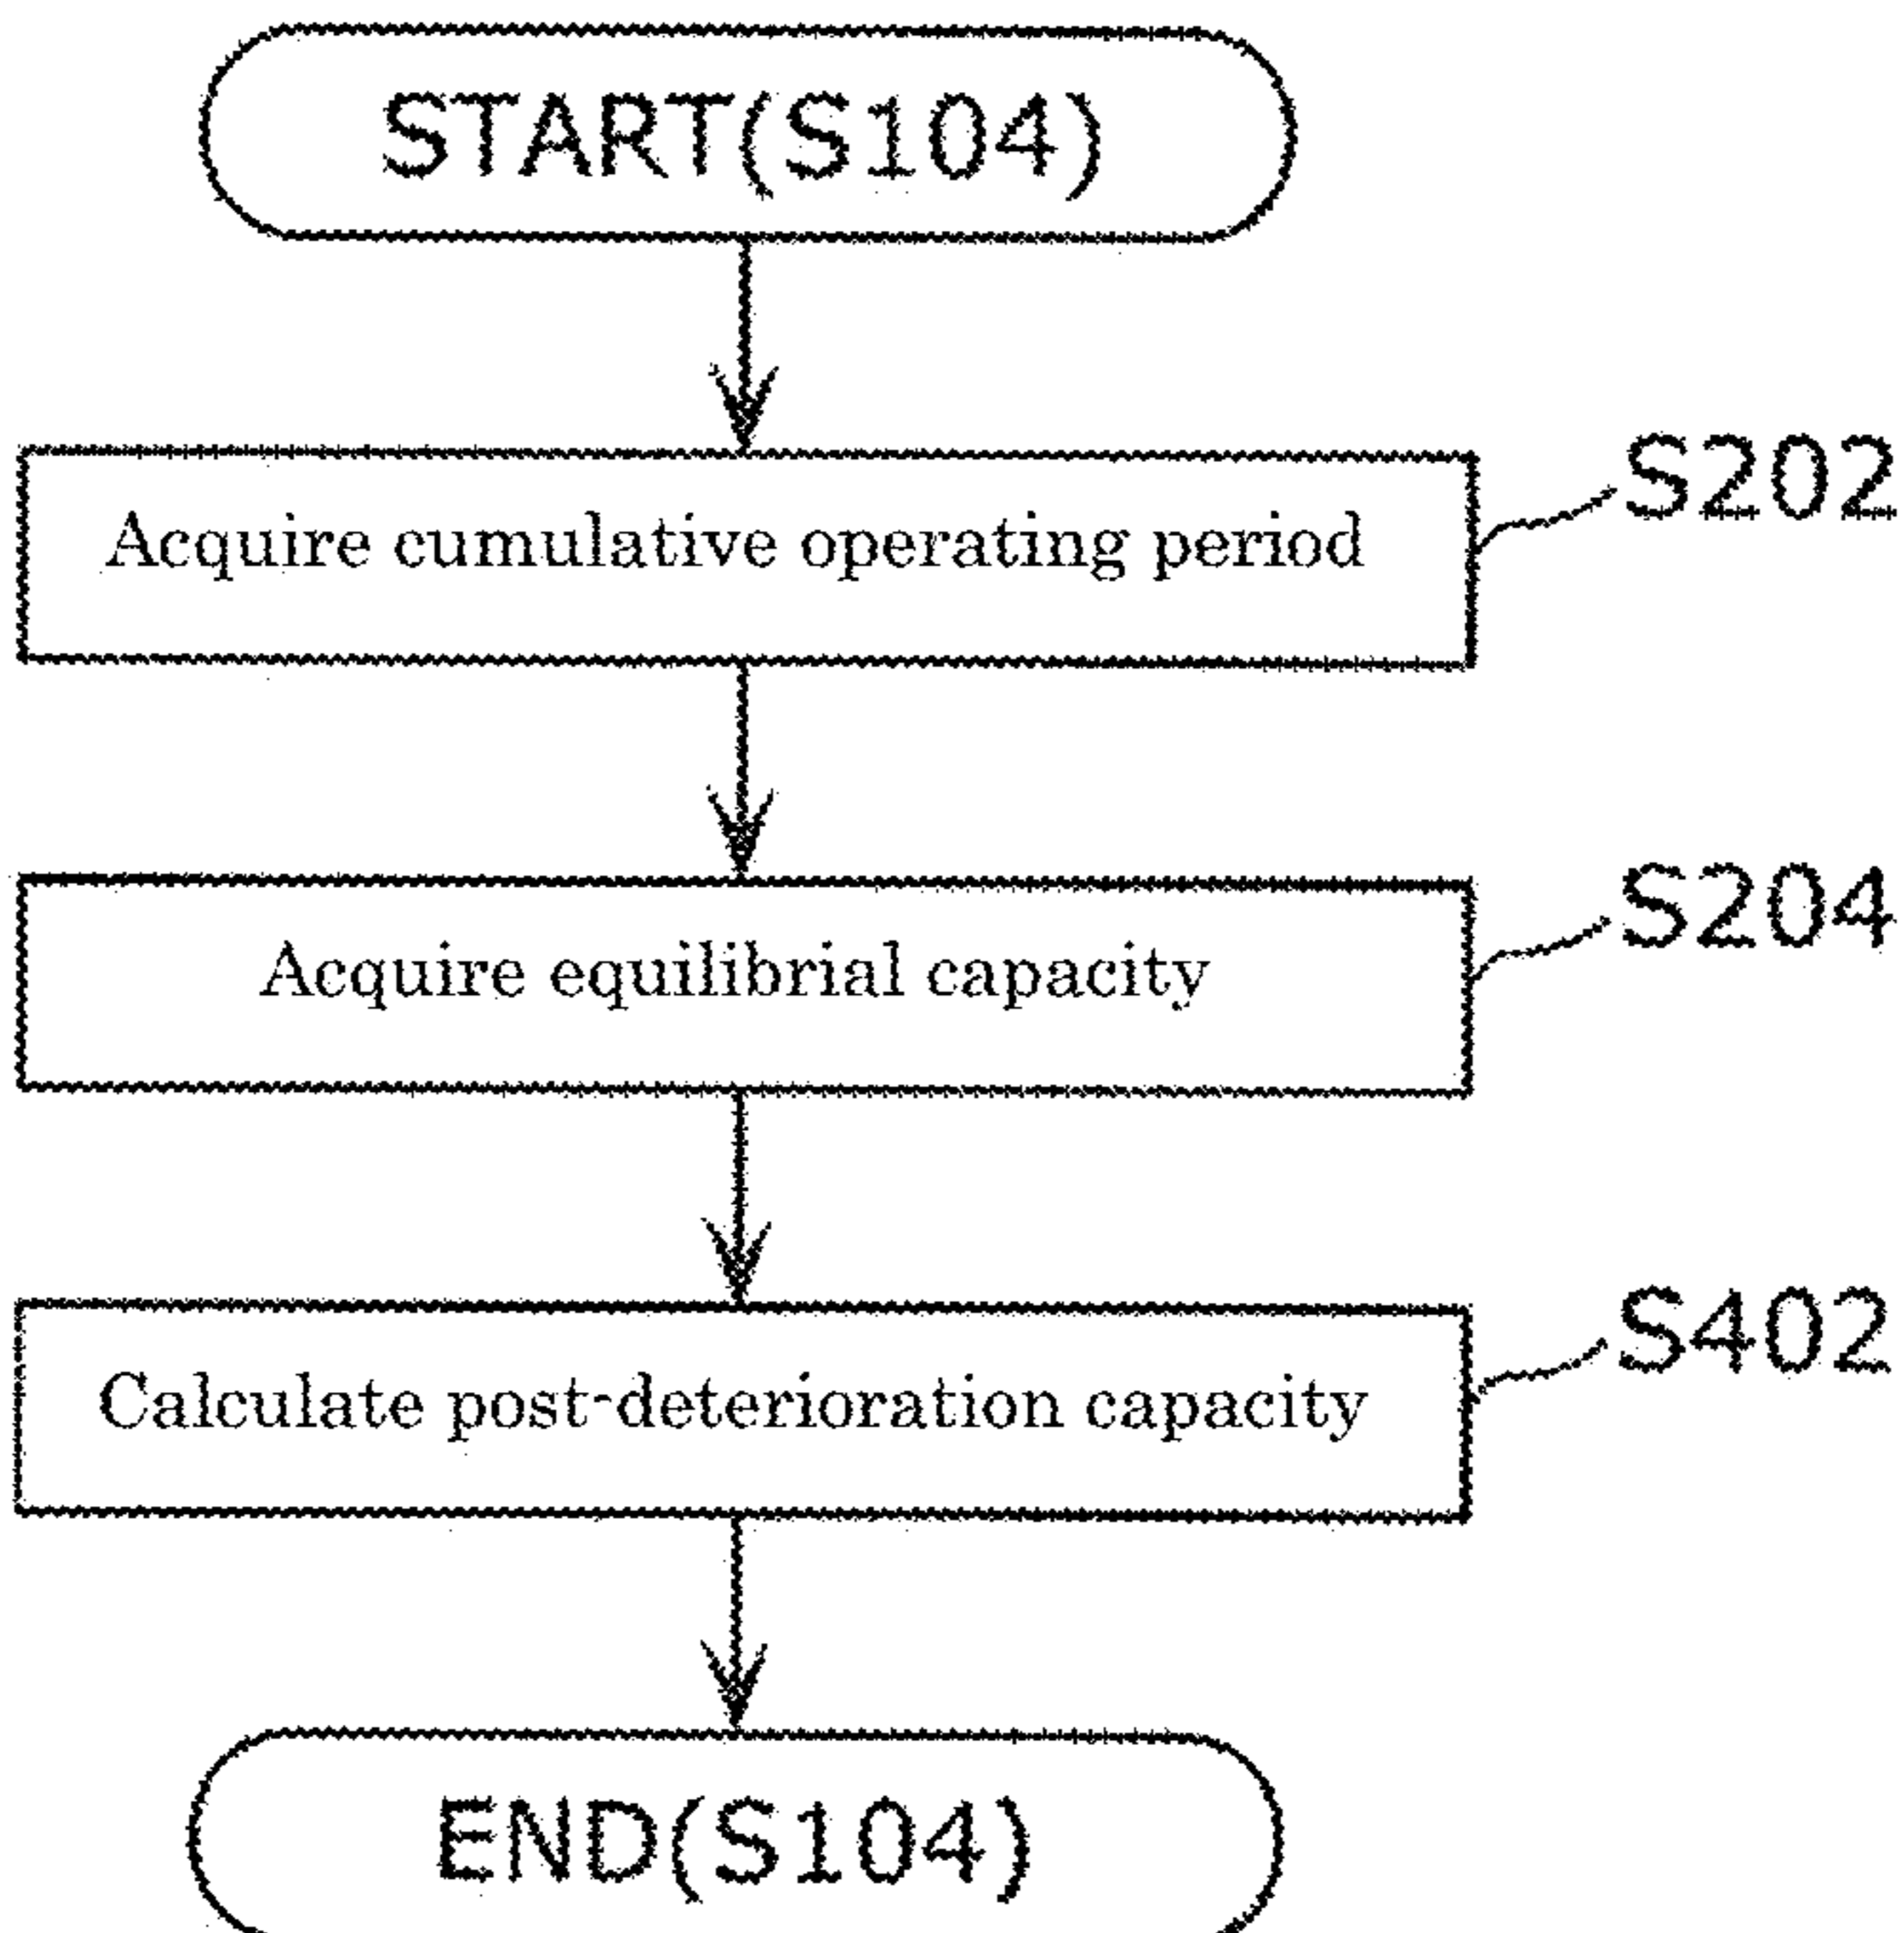 START(S104)
S202
Acquire cumulative operating period
S204
Acquire equilibrial capacity
S402
Calculate post-deterioration capacity
END(S104)